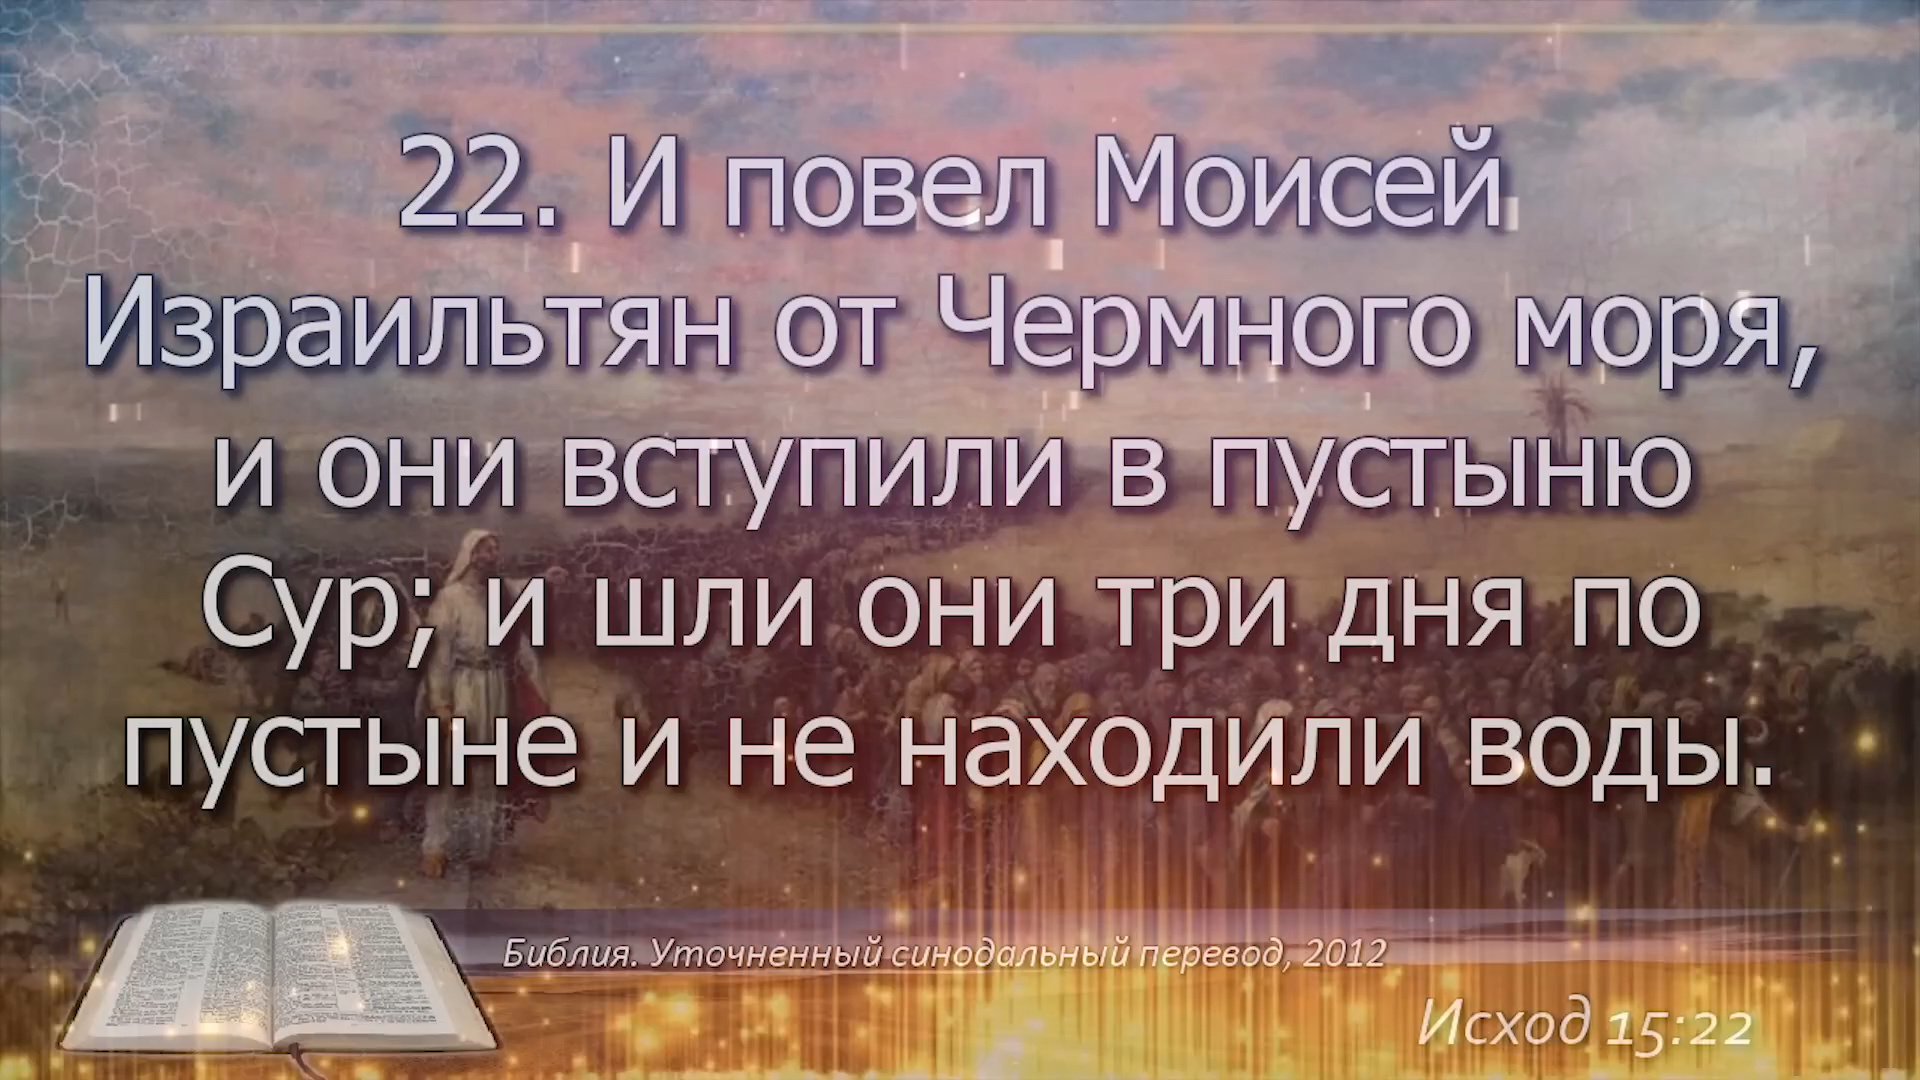 22. И повел Моисей
Израильтян от Чермного моря,
и они вступили в пустыню
Сур; и шли они три дня по
пустыне и не находили воды.
Библия. Уточненный синодальный перевод, 2012
Исход 15:22